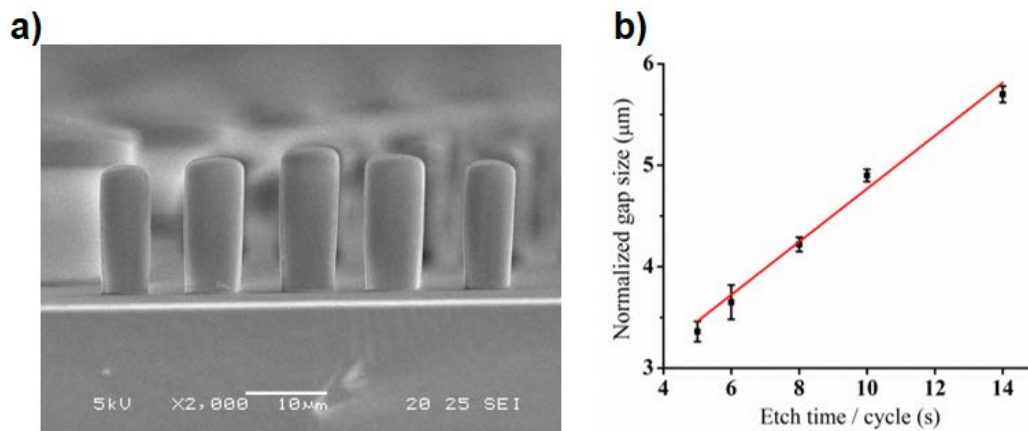 a)
5kV X2,000 10μm 20 25 SEI
b)
Normalized gap size (μm)
6
5
4
3
4 6 8 10 12 14
Etch time / cycle (s)